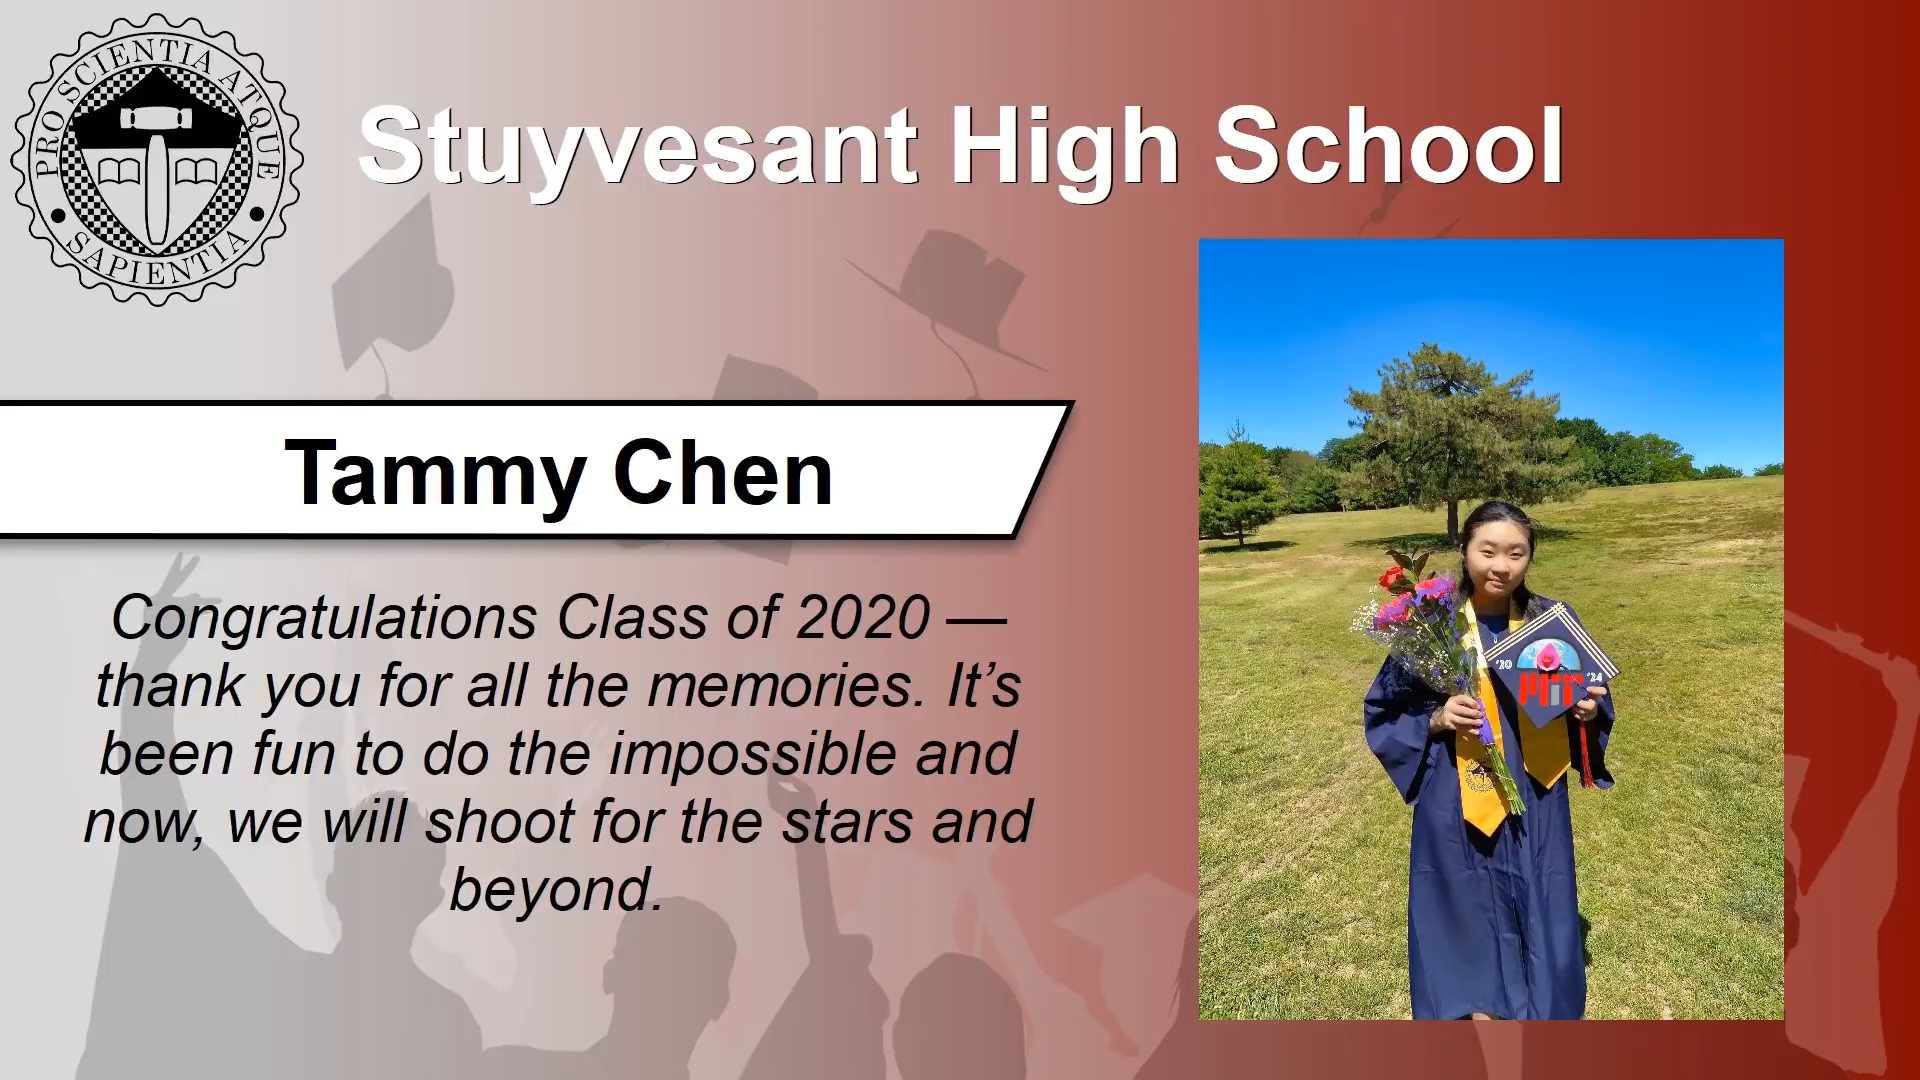 PRO SCIENTIA ATQUE
SAPIENTIA
Stuyvesant High School
Tammy Chen
Congratulations Class of 2020 —
thank you for all the memories. It’s
been fun to do the impossible and
now, we will shoot for the stars and
beyond.
'20
'24
MIT